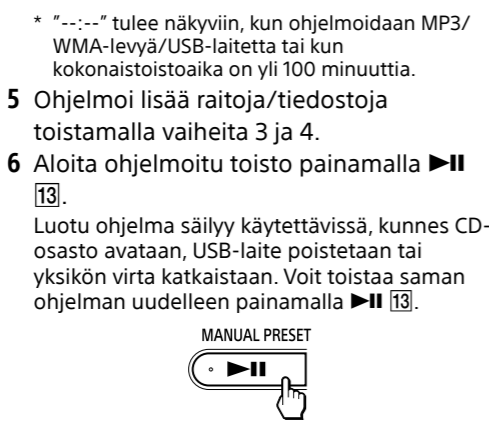 * "--:--" tulee näkyviin, kun ohjelmoidaan MP3/
WMA-levyä/USB-laitetta tai kun
kokonaistoistoaika on yli 100 minuuttia.
5 Ohjelmoi lisää raitoja/tiedostoja
toistamalla vaiheita 3 ja 4.
6 Aloita ohjelmoitu toisto painamalla ►II
13.
Luotu ohjelma säilyy käytettävissä, kunnes CD-
osasto avataan, USB-laite poistetaan tai
yksikön virta katkaistaan. Voit toistaa saman
ohjelman uudelleen painamalla ►II 13.
MANUAL PRESET
►II